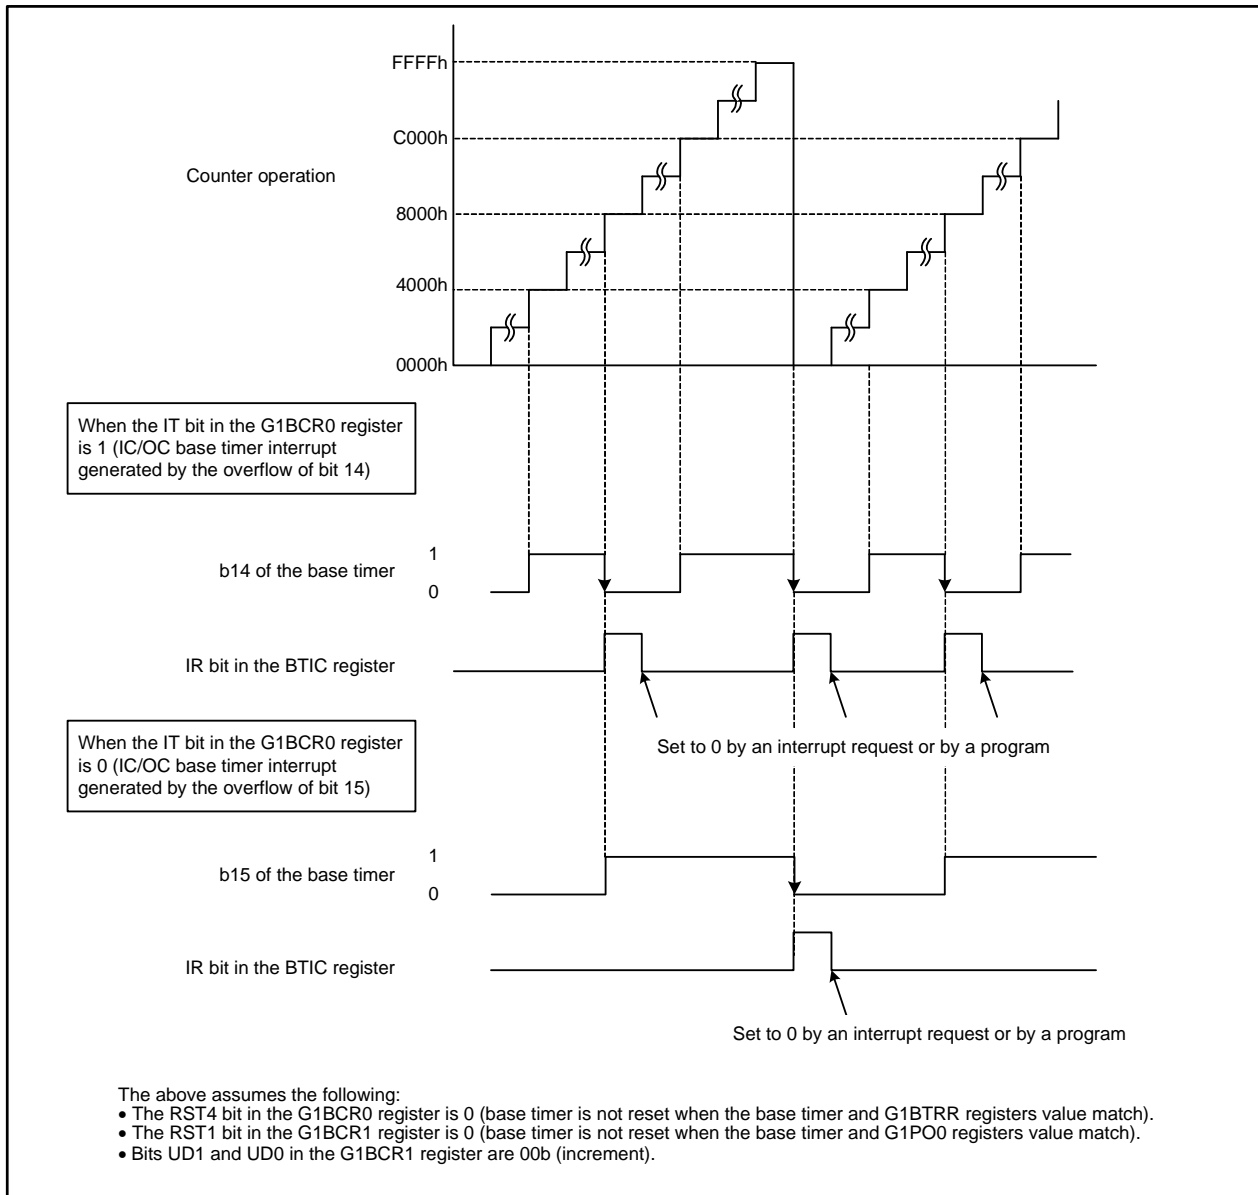 FFFFh
C000h
Counter operation
8000h
4000h
0000h
When the IT bit in the G1BCR0 register
is 1 (IC/OC base timer interrupt
generated by the overflow of bit 14)
1
b14 of the base timer
0
IR bit in the BTIC register
When the IT bit in the G1BCR0 register
is 0 (IC/OC base timer interrupt
generated by the overflow of bit 15)
Set to 0 by an interrupt request or by a program
1
b15 of the base timer
0
IR bit in the BTIC register
Set to 0 by an interrupt request or by a program
The above assumes the following:
• The RST4 bit in the G1BCR0 register is 0 (base timer is not reset when the base timer and G1BTRR registers value match).
• The RST1 bit in the G1BCR1 register is 0 (base timer is not reset when the base timer and G1PO0 registers value match).
• Bits UD1 and UD0 in the G1BCR1 register are 00b (increment).